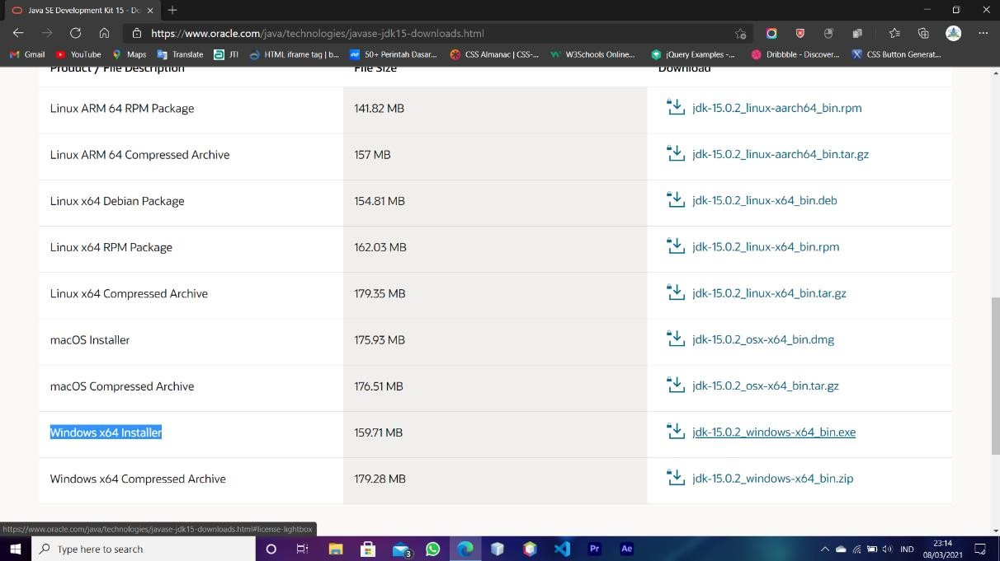 Java SE Development Kit 15 - Do
https://www.oracle.com/java/technologies/javase-jdk15-downloads.html
Gmail YouTube Maps Translate JTI HTML iframe tag | b... 50+ Perintah Dasar... CSS Almanac | CSS-... W3Schools Online... jQuery Examples -... Dribbble - Discover... CSS Button Generat...
Product / File Description File Size Download
Linux ARM 64 RPM Package 141.82 MB jdk-15.0.2_linux-aarch64_bin.rpm
Linux ARM 64 Compressed Archive 157 MB jdk-15.0.2_linux-aarch64_bin.tar.gz
Linux x64 Debian Package 154.81 MB jdk-15.0.2_linux-x64_bin.deb
Linux x64 RPM Package 162.03 MB jdk-15.0.2_linux-x64_bin.rpm
Linux x64 Compressed Archive 179.35 MB jdk-15.0.2_linux-x64_bin.tar.gz
macOS Installer 175.93 MB jdk-15.0.2_osx-x64_bin.dmg
macOS Compressed Archive 176.51 MB jdk-15.0.2_osx-x64_bin.tar.gz
Windows x64 Installer 159.71 MB jdk-15.0.2_windows-x64_bin.exe
Windows x64 Compressed Archive 179.28 MB jdk-15.0.2_windows-x64_bin.zip
https://www.oracle.com/java/technologies/javase-jdk15-downloads.html#license-lightbox
Type here to search 3 Pr Ae IND 23:14
08/03/2021